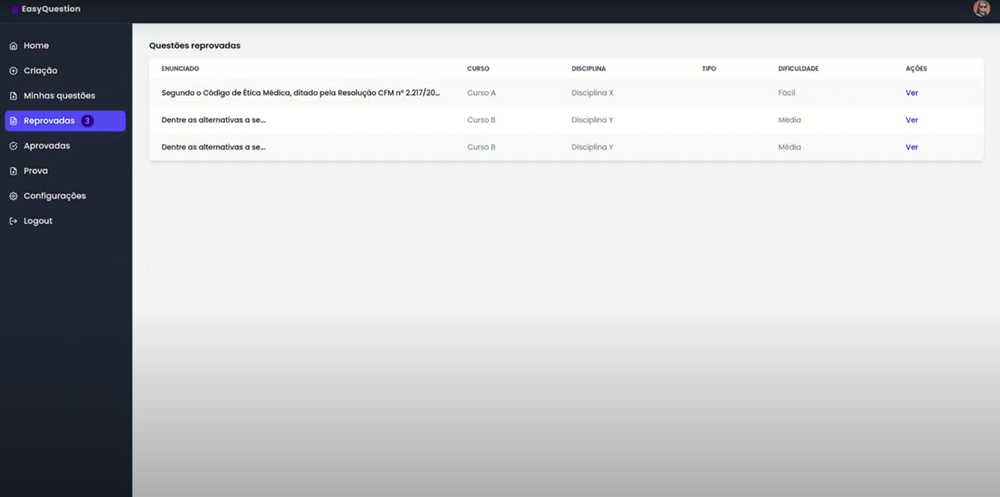 EasyQuestion
Home
Criação
Minhas questões
Reprovadas 3
Aprovadas
Prova
Configurações
Logout
Questões reprovadas
ENUNCIADO CURSO DISCIPLINA TIPO DIFICULDADE AÇÕES
Segundo o Código de Ética Médica, ditado pela Resolução CFM nº 2.217/20... Curso A Disciplina X Fácil Ver
Dentre as alternativas a se... Curso B Disciplina Y Média Ver
Dentre as alternativas a se... Curso B Disciplina Y Média Ver